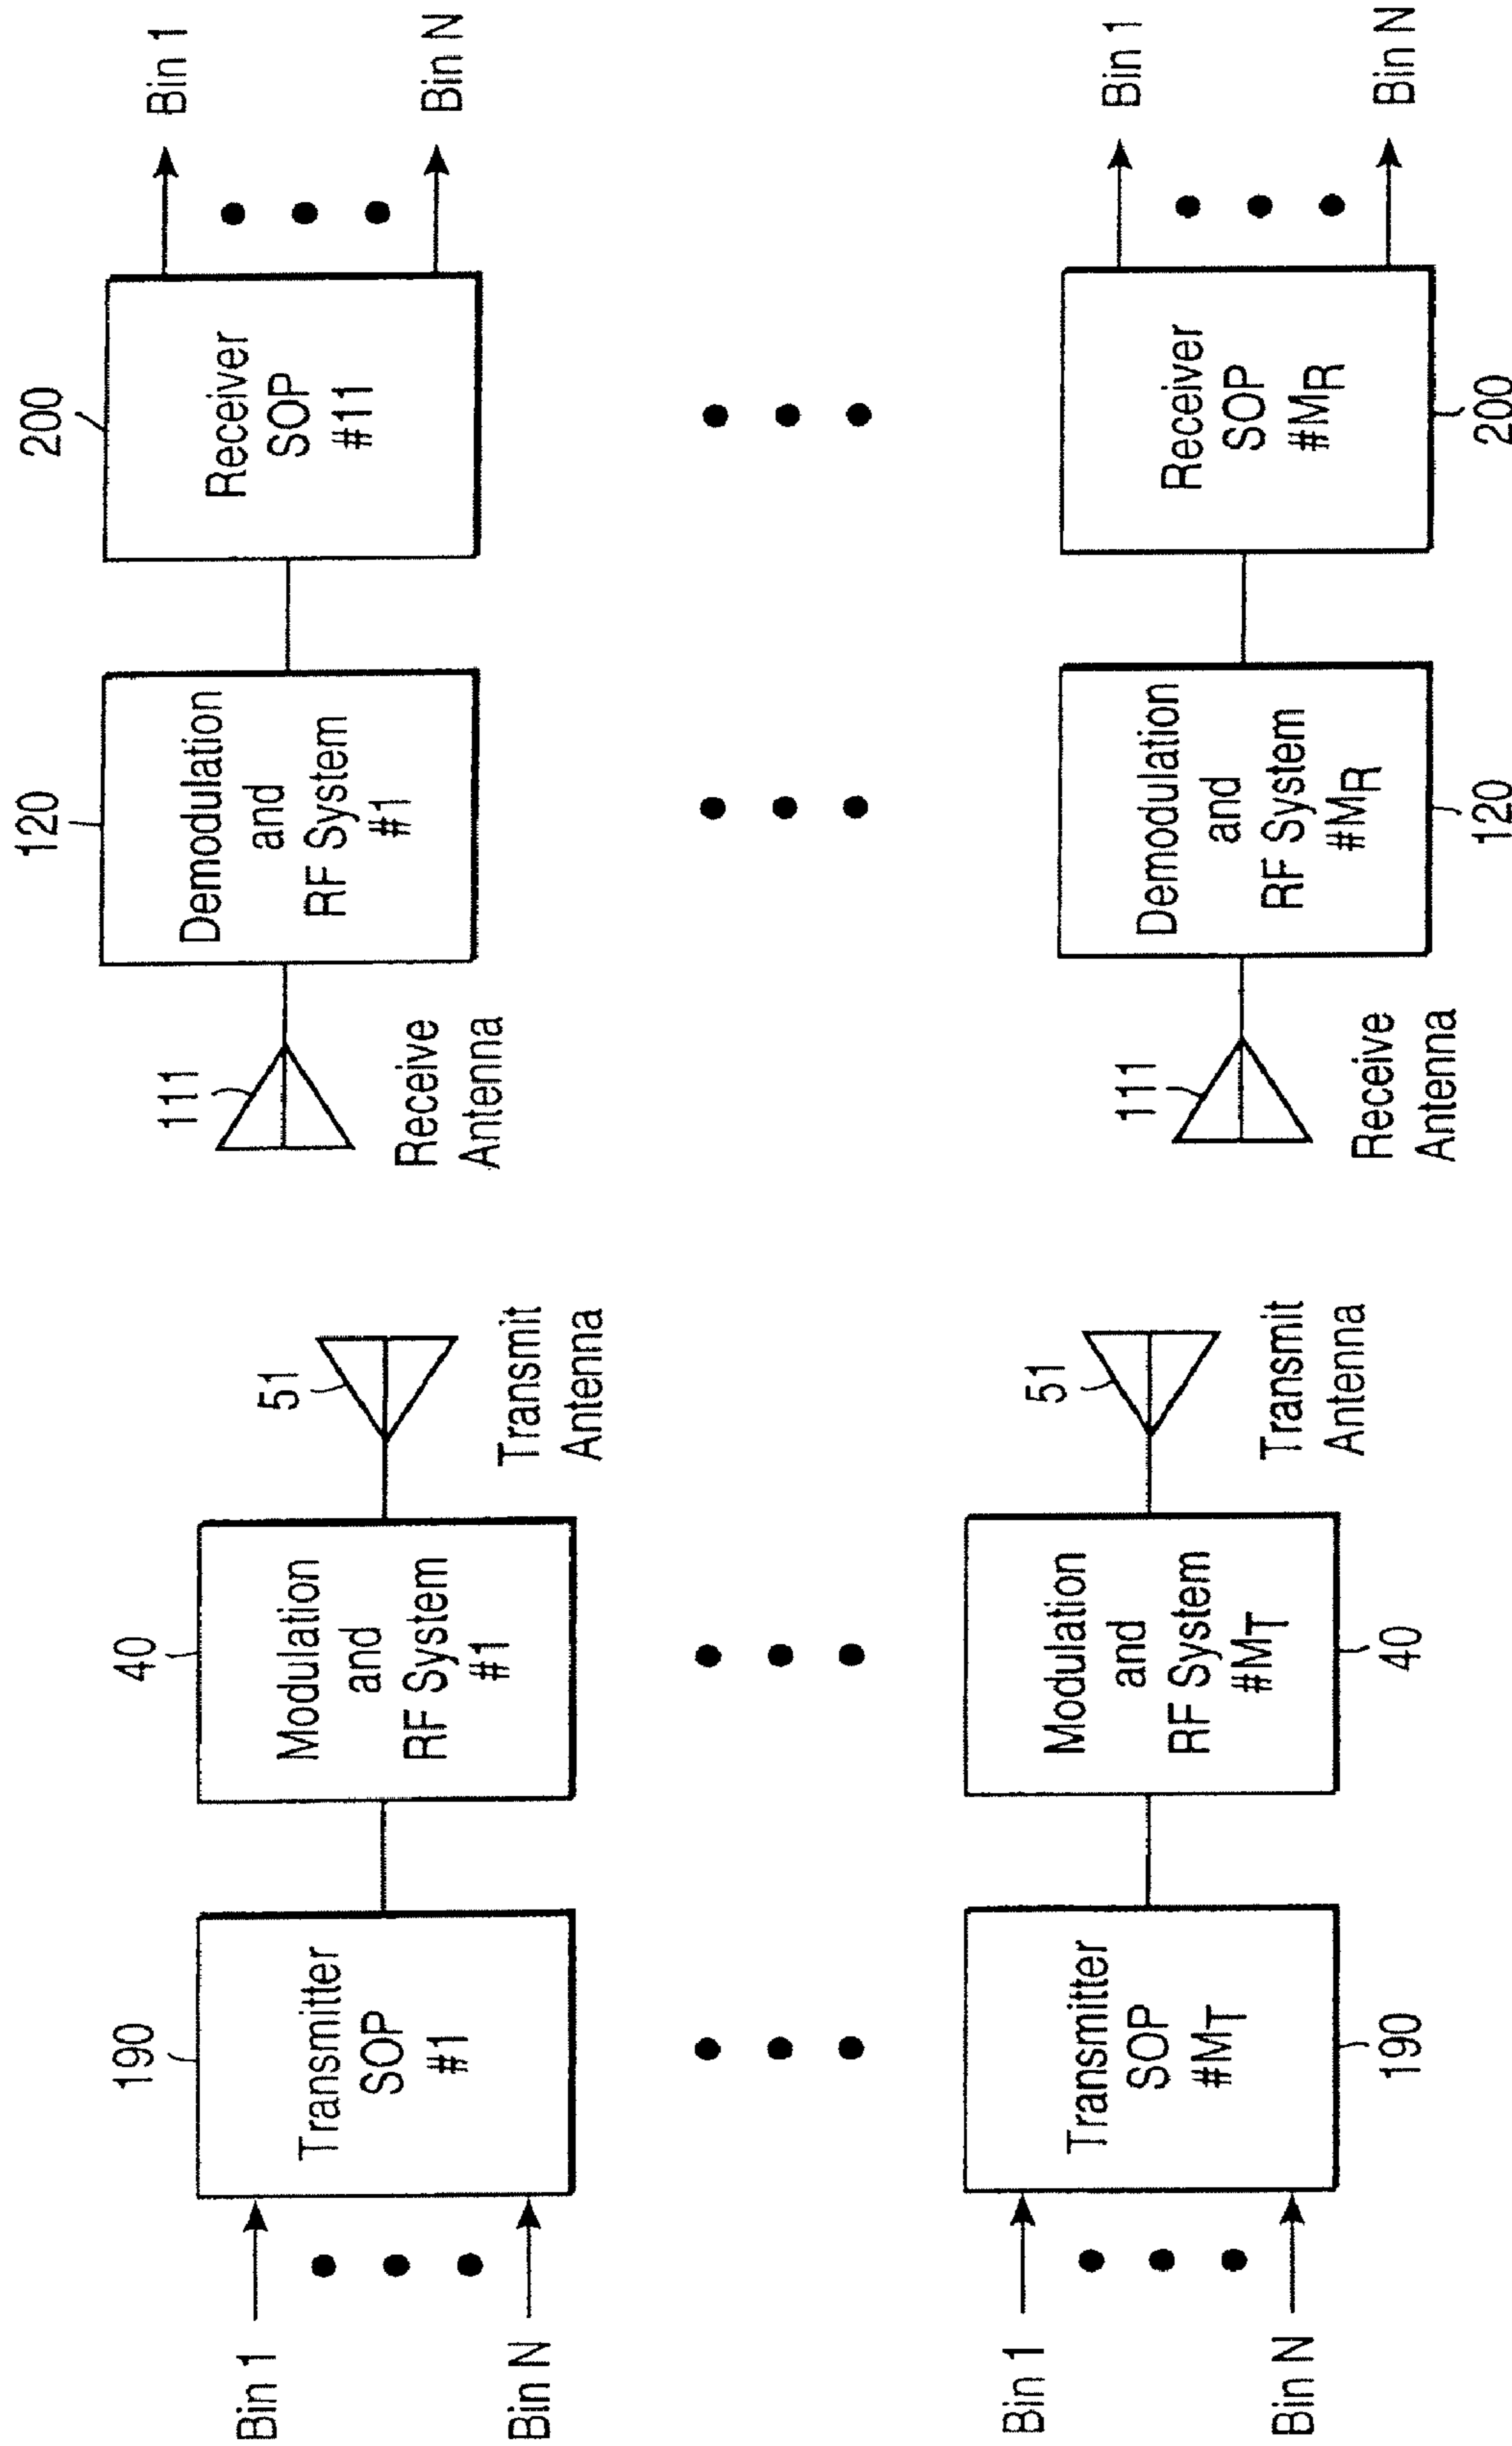 Bin 1
Bin N
190
Transmitter
SOP
#1
40
Modulation
and
RF System
#1
51
Transmit
Antenna
111
Receive
Antenna
120
Demodulation
and
RF System
#1
200
Receiver
SOP
#11
Bin 1
Bin N
Bin 1
Bin N
Transmitter
SOP
#MT
190
Modulation
and
RF System
#MT
40
51
Transmit
Antenna
111
Receive
Antenna
Demodulation
and
RF System
#MR
120
Receiver
SOP
#MR
200
Bin 1
Bin N